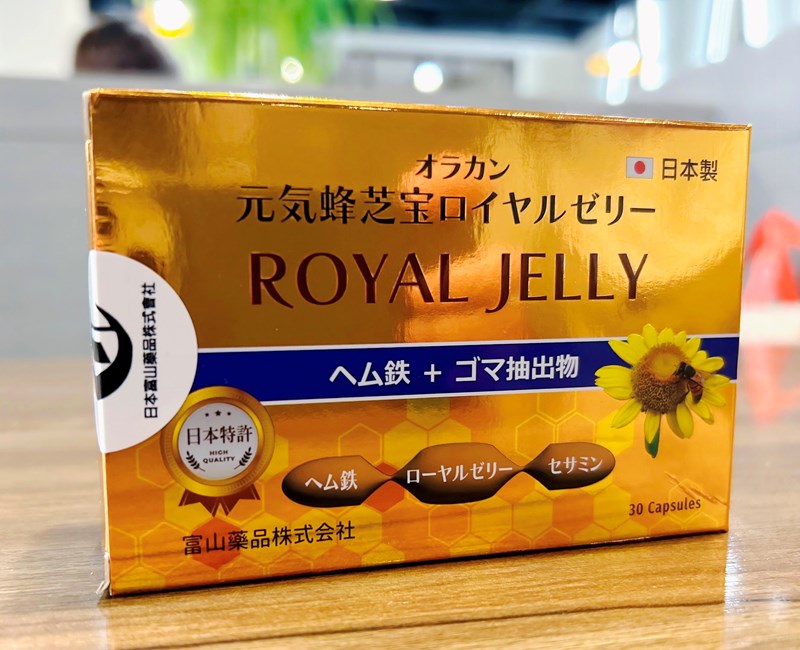 オラカン
日本製
元気蜂芝宝ロイヤルゼリー
ROYAL JELLY
日本富山藥品株式會社
ヘム鉄 + ゴマ抽出物
日本特許
HIGH
QUALITY
ヘム鉄
ローヤルゼリー
セサミン
30 Capsules
富山薬品株式会社